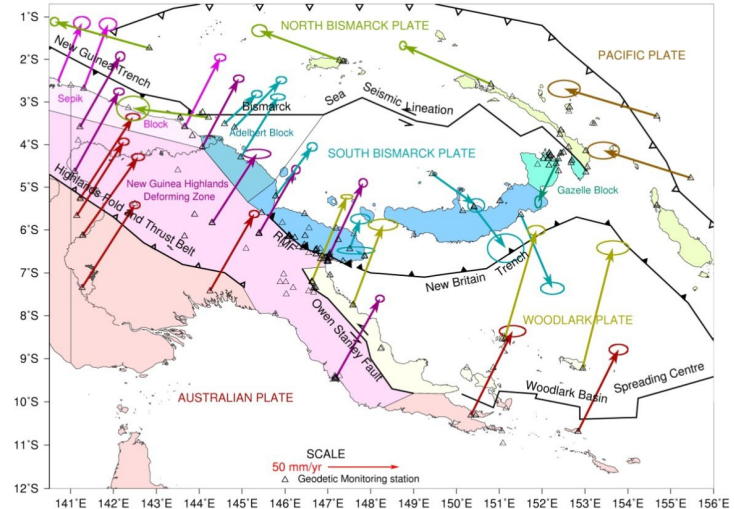 1˚S
2˚S
3˚S
4˚S
5˚S
6˚S
7˚S
8˚S
9˚S
10˚S
11˚S
12˚S
NORTH BISMARCK PLATE
PACIFIC PLATE
New Guinea Trench
Sepik
Block
Bismarck
Sea
Seismic Lineation
Adelbert Block
SOUTH BISMARCK PLATE
Gazelle Block
New Guinea Highlands
Deforming Zone
Highlands Fold and Thrust Belt
RMF
New Britain
Trench
Owen Stanley Fault
WOODLARK PLATE
AUSTRALIAN PLATE
Woodlark Basin
Spreading Centre
SCALE
50 mm/yr
Geodetic Monitoring station
141˚E
142˚E
143˚E
144˚E
145˚E
146˚E
147˚E
148˚E
149˚E
150˚E
151˚E
152˚E
153˚E
154˚E
155˚E
156˚E